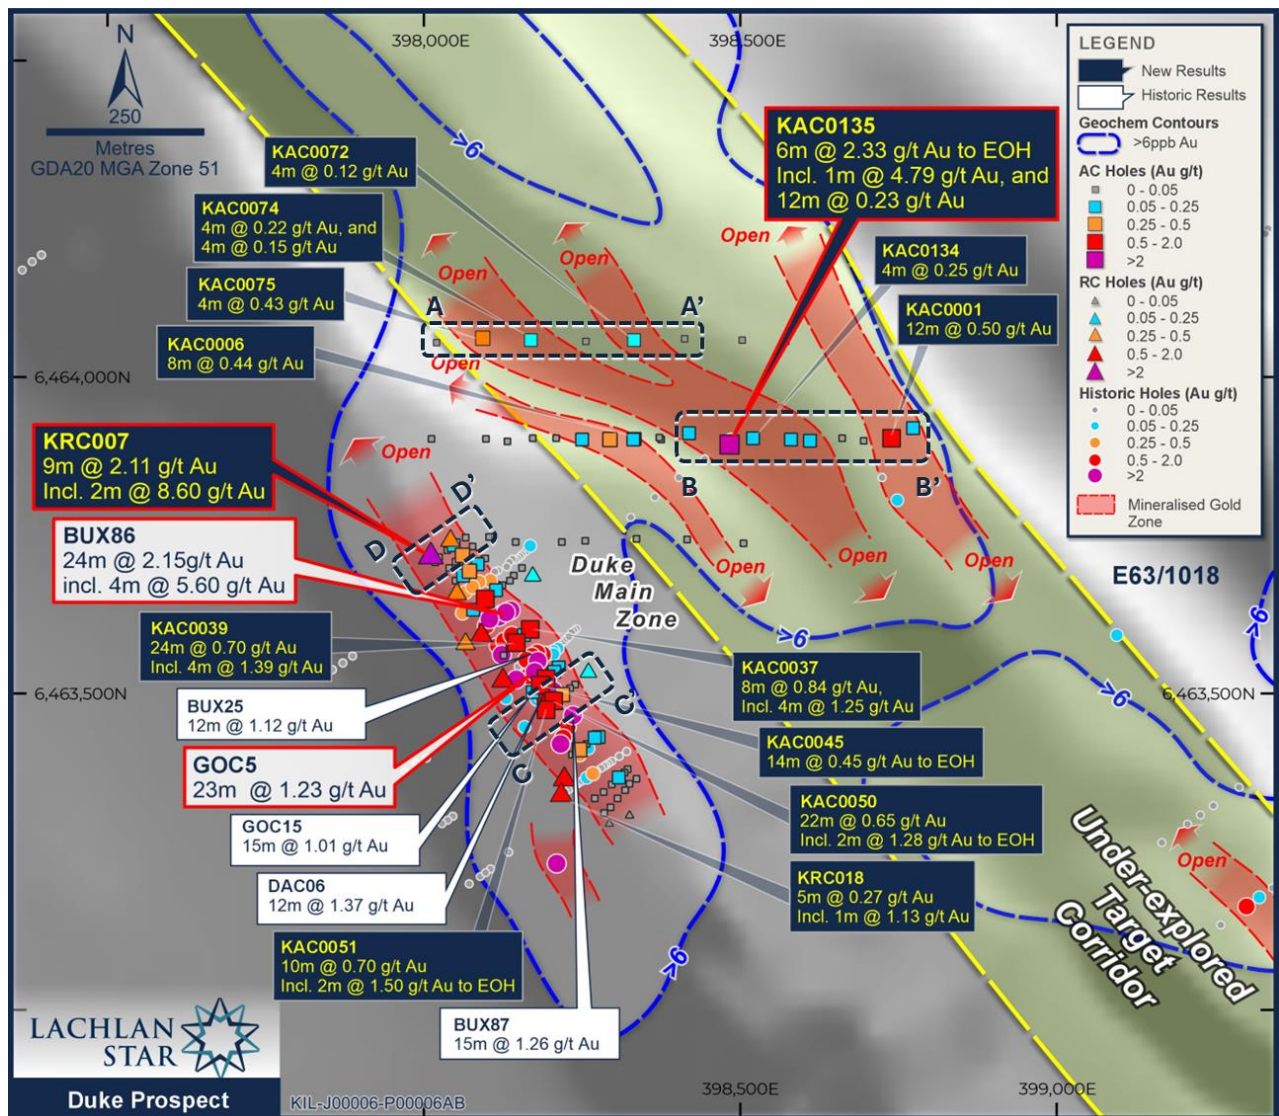 N
250
Metres
GDA20 MGA Zone 51
398,000E
398,500E
LEGEND
New Results
Historic Results
Geochem Contours
>6ppb Au
AC Holes (Au g/t)
0 - 0.05
0.05 - 0.25
0.25 - 0.5
0.5 - 2.0
>2
RC Holes (Au g/t)
0 - 0.05
0.05 - 0.25
0.25 - 0.5
0.5 - 2.0
>2
Historic Holes (Au g/t)
0 - 0.05
0.05 - 0.25
0.25 - 0.5
0.5 - 2.0
>2
Mineralised Gold
Zone
KAC0135
6m @ 2.33 g/t Au to EOH
Incl. 1m @ 4.79 g/t Au, and
12m @ 0.23 g/t Au
KAC0072
4m @ 0.12 g/t Au
>6
KAC0074
4m @ 0.22 g/t Au, and
4m @ 0.15 g/t Au
Open
Open
Open
KAC0134
4m @ 0.25 g/t Au
KAC0075
4m @ 0.43 g/t Au
A
A'
KAC0001
12m @ 0.50 g/t Au
KAC0006
8m @ 0.44 g/t Au
Open
6,464,000N
KRC007
9m @ 2.11 g/t Au
Incl. 2m @ 8.60 g/t Au
Open
D
D'
B
B'
BUX86
24m @ 2.15g/t Au
incl. 4m @ 5.60 g/t Au
Duke
Main
Zone
Open
Open
Open
E63/1018
>6
>6
KAC0039
24m @ 0.70 g/t Au
Incl. 4m @ 1.39 g/t Au
KAC0037
8m @ 0.84 g/t Au,
Incl. 4m @ 1.25 g/t Au
6,463,500N
6,463,500N
>6
BUX25
12m @ 1.12 g/t Au
C
C'
KAC0045
14m @ 0.45 g/t Au to EOH
GOC5
23m @ 1.23 g/t Au
KAC0050
22m @ 0.65 g/t Au
Incl. 2m @ 1.28 g/t Au to EOH
GOC15
15m @ 1.01 g/t Au
KRC018
5m @ 0.27 g/t Au
Incl. 1m @ 1.13 g/t Au
Open
DAC06
12m @ 1.37 g/t Au
Under-explored
Target
Corridor
KAC0051
10m @ 0.70 g/t Au
Incl. 2m @ 1.50 g/t Au to EOH
>6
BUX87
15m @ 1.26 g/t Au
LACHLAN
STAR
Duke Prospect
KIL-J00006-P00006AB
398,500E
399,000E